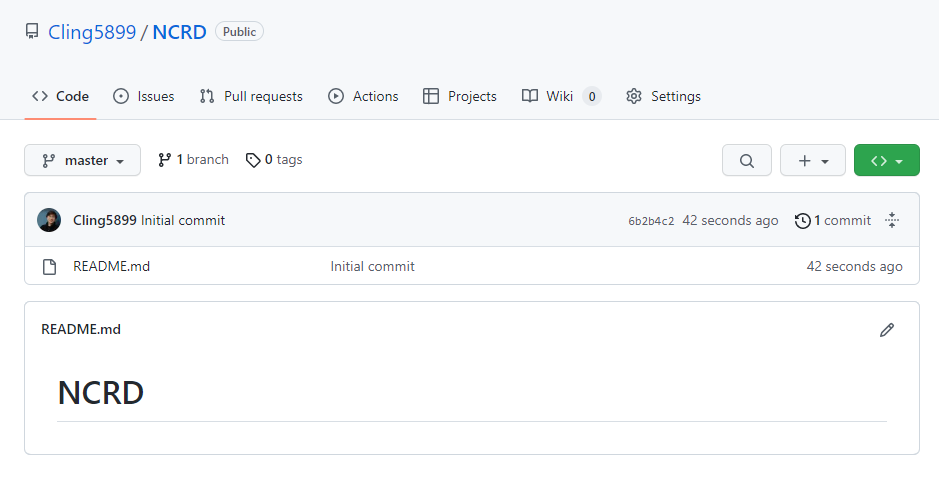 Cling5899 / NCRD Public
Code Issues Pull requests Actions Projects Wiki 0 Settings
master 1 branch 0 tags
Cling5899 Initial commit 6b2b4c2 42 seconds ago 1 commit
README.md Initial commit 42 seconds ago
README.md
NCRD